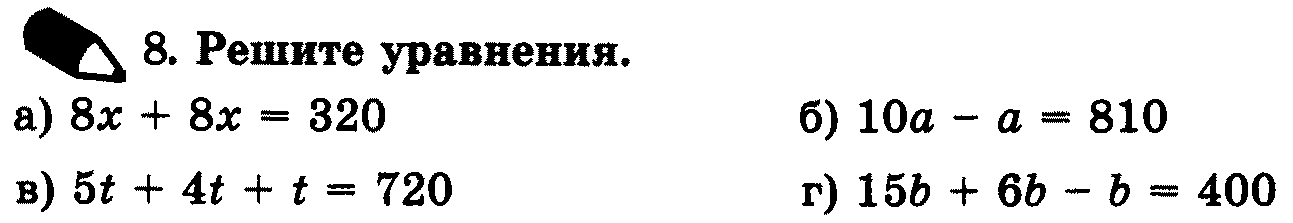 8. Решите уравнения.
а) 8x + 8x = 320 б) 10a − a = 810
в) 5t + 4t + t = 720 г) 15b + 6b − b = 400